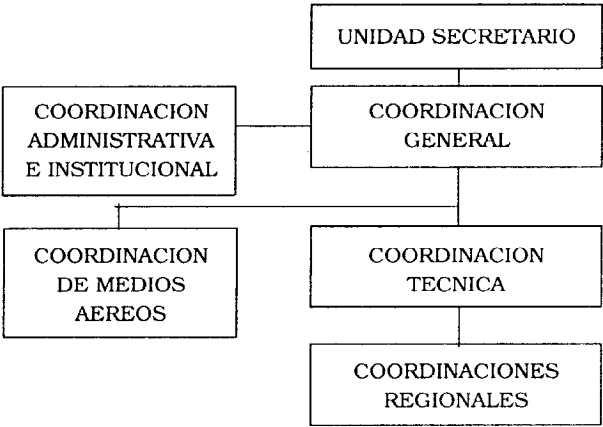 UNIDAD SECRETARIO
COORDINACION
ADMINISTRATIVA
E INSTITUCIONAL
COORDINACION
GENERAL
COORDINACION
DE MEDIOS
AEREOS
COORDINACION
TECNICA
COORDINACIONES
REGIONALES